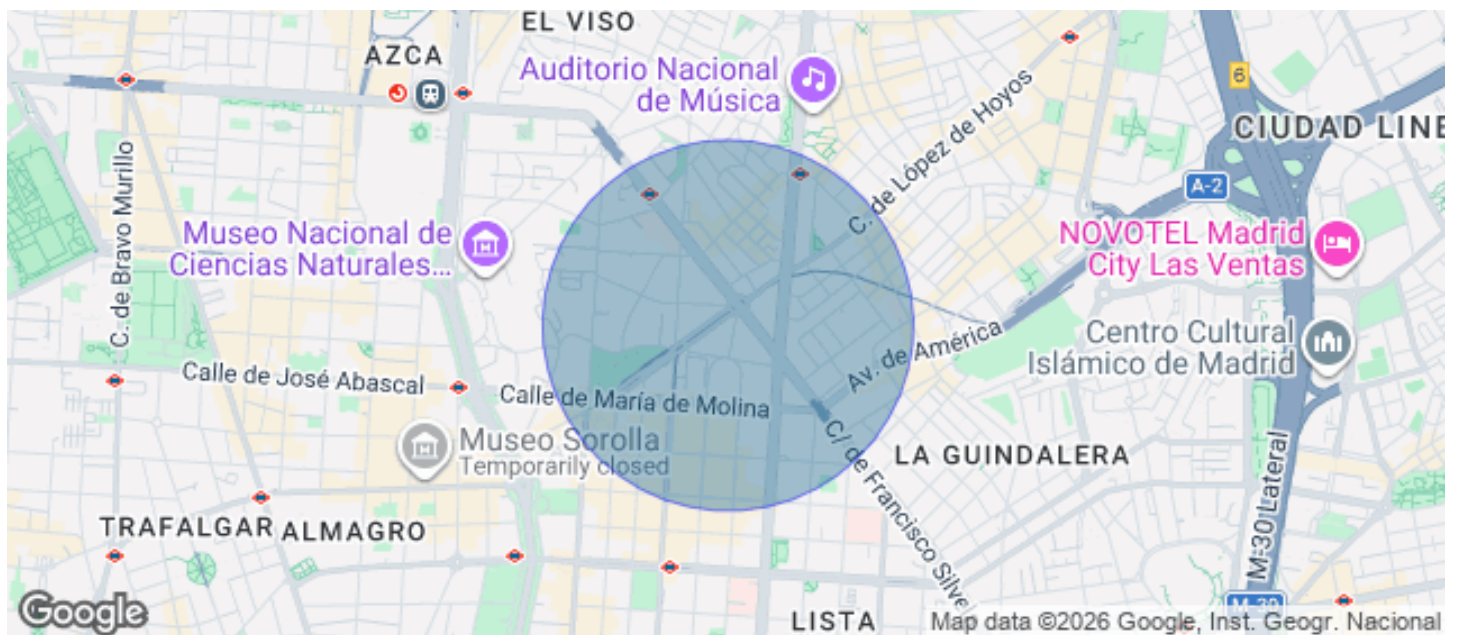 EL VISO
AZCA
Auditorio Nacional
de Música
6
CIUDAD LINE
C. de Bravo Murillo
C. de López de Hoyos
A-2
Museo Nacional de
Ciencias Naturales...
NOVOTEL Madrid
City Las Ventas
Centro Cultural
Islámico de Madrid
Av. de América
Calle de José Abascal
Calle de María de Molina
Museo Sorolla
Temporarily closed
C/ de Francisco Silve
LA GUINDALERA
M-30 Lateral
TRAFALGAR
ALMAGRO
M-30
LISTA
Google
Map data ©2026 Google, Inst. Geogr. Nacional